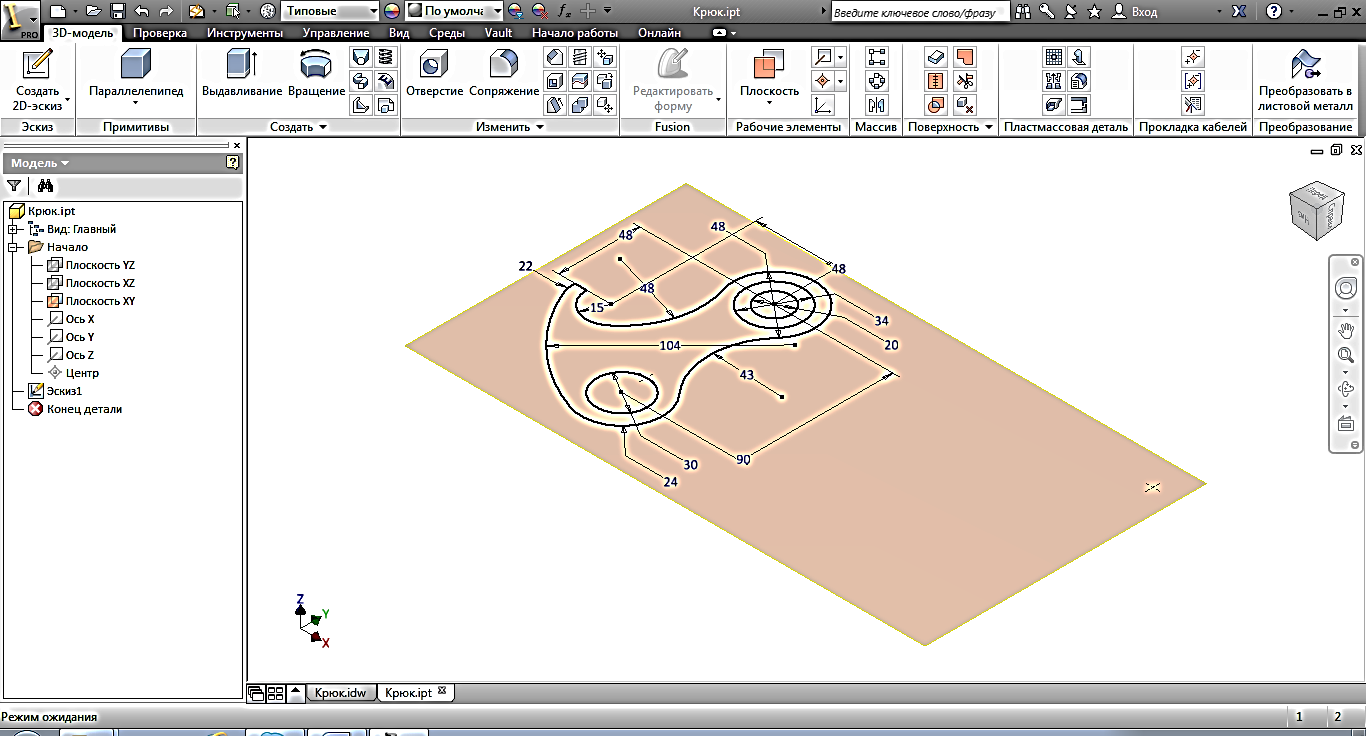 Типовые
По умолча
Крюк.ipt
Введите ключевое слово/фразу
Вход
PRO
3D-модель
Проверка
Инструменты
Управление
Вид
Среды
Vault
Начало работы
Онлайн
Создать
2D-эскиз
Параллелепипед
Выдавливание
Вращение
Отверстие
Сопряжение
Редактировать
форму
Плоскость
Преобразовать в
листовой металл
Эскиз
Примитивы
Создать
Изменить
Fusion
Рабочие элементы
Массив
Поверхность
Пластмассовая деталь
Прокладка кабелей
Преобразование
Модель
Крюк.ipt
Вид: Главный
Начало
Плоскость YZ
Плоскость XZ
Плоскость XY
Ось X
Ось Y
Ось Z
Центр
Эскиз1
Конец детали
48
48
22
48
48
15
34
20
104
43
90
30
24
Z
Y
X
Крюк.idw
Крюк.ipt
Режим ожидания
1
2